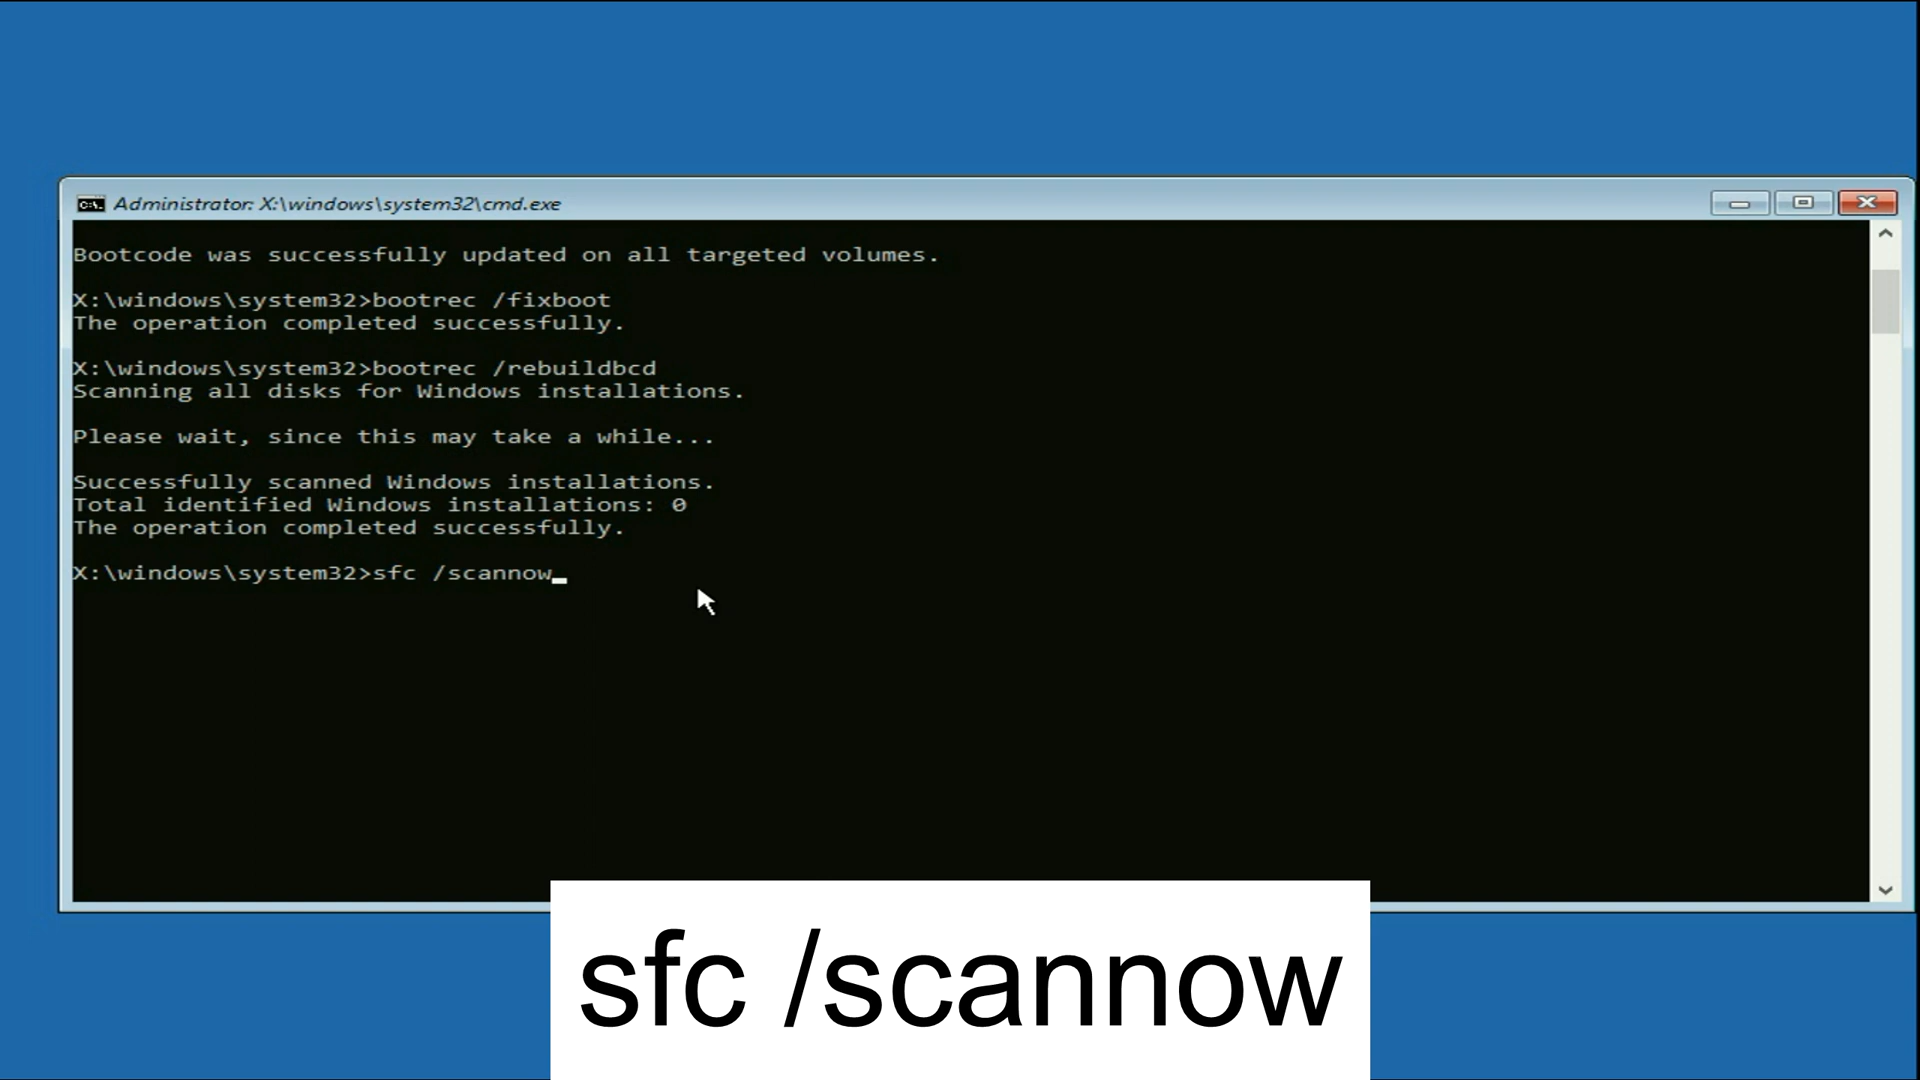 Administrator: X:\windows\system32\cmd.exe
Bootcode was successfully updated on all targeted volumes.
X:\windows\system32>bootrec /fixboot
The operation completed successfully.
X:\windows\system32>bootrec /rebuildbcd
Scanning all disks for Windows installations.
Please wait, since this may take a while...
Successfully scanned Windows installations.
Total identified Windows installations: 0
The operation completed successfully.
X:\windows\system32>sfc /scannow
sfc /scannow